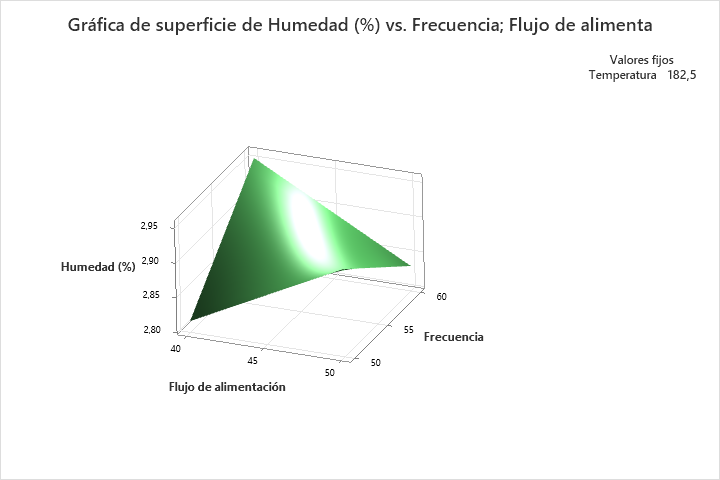 Gráfica de superficie de Humedad (%) vs. Frecuencia; Flujo de alimenta
Valores fijos
Temperatura 182,5
2,95
Humedad (%) 2,90
2,85
2,80
40
45
50
50
55
60
Frecuencia
Flujo de alimentación